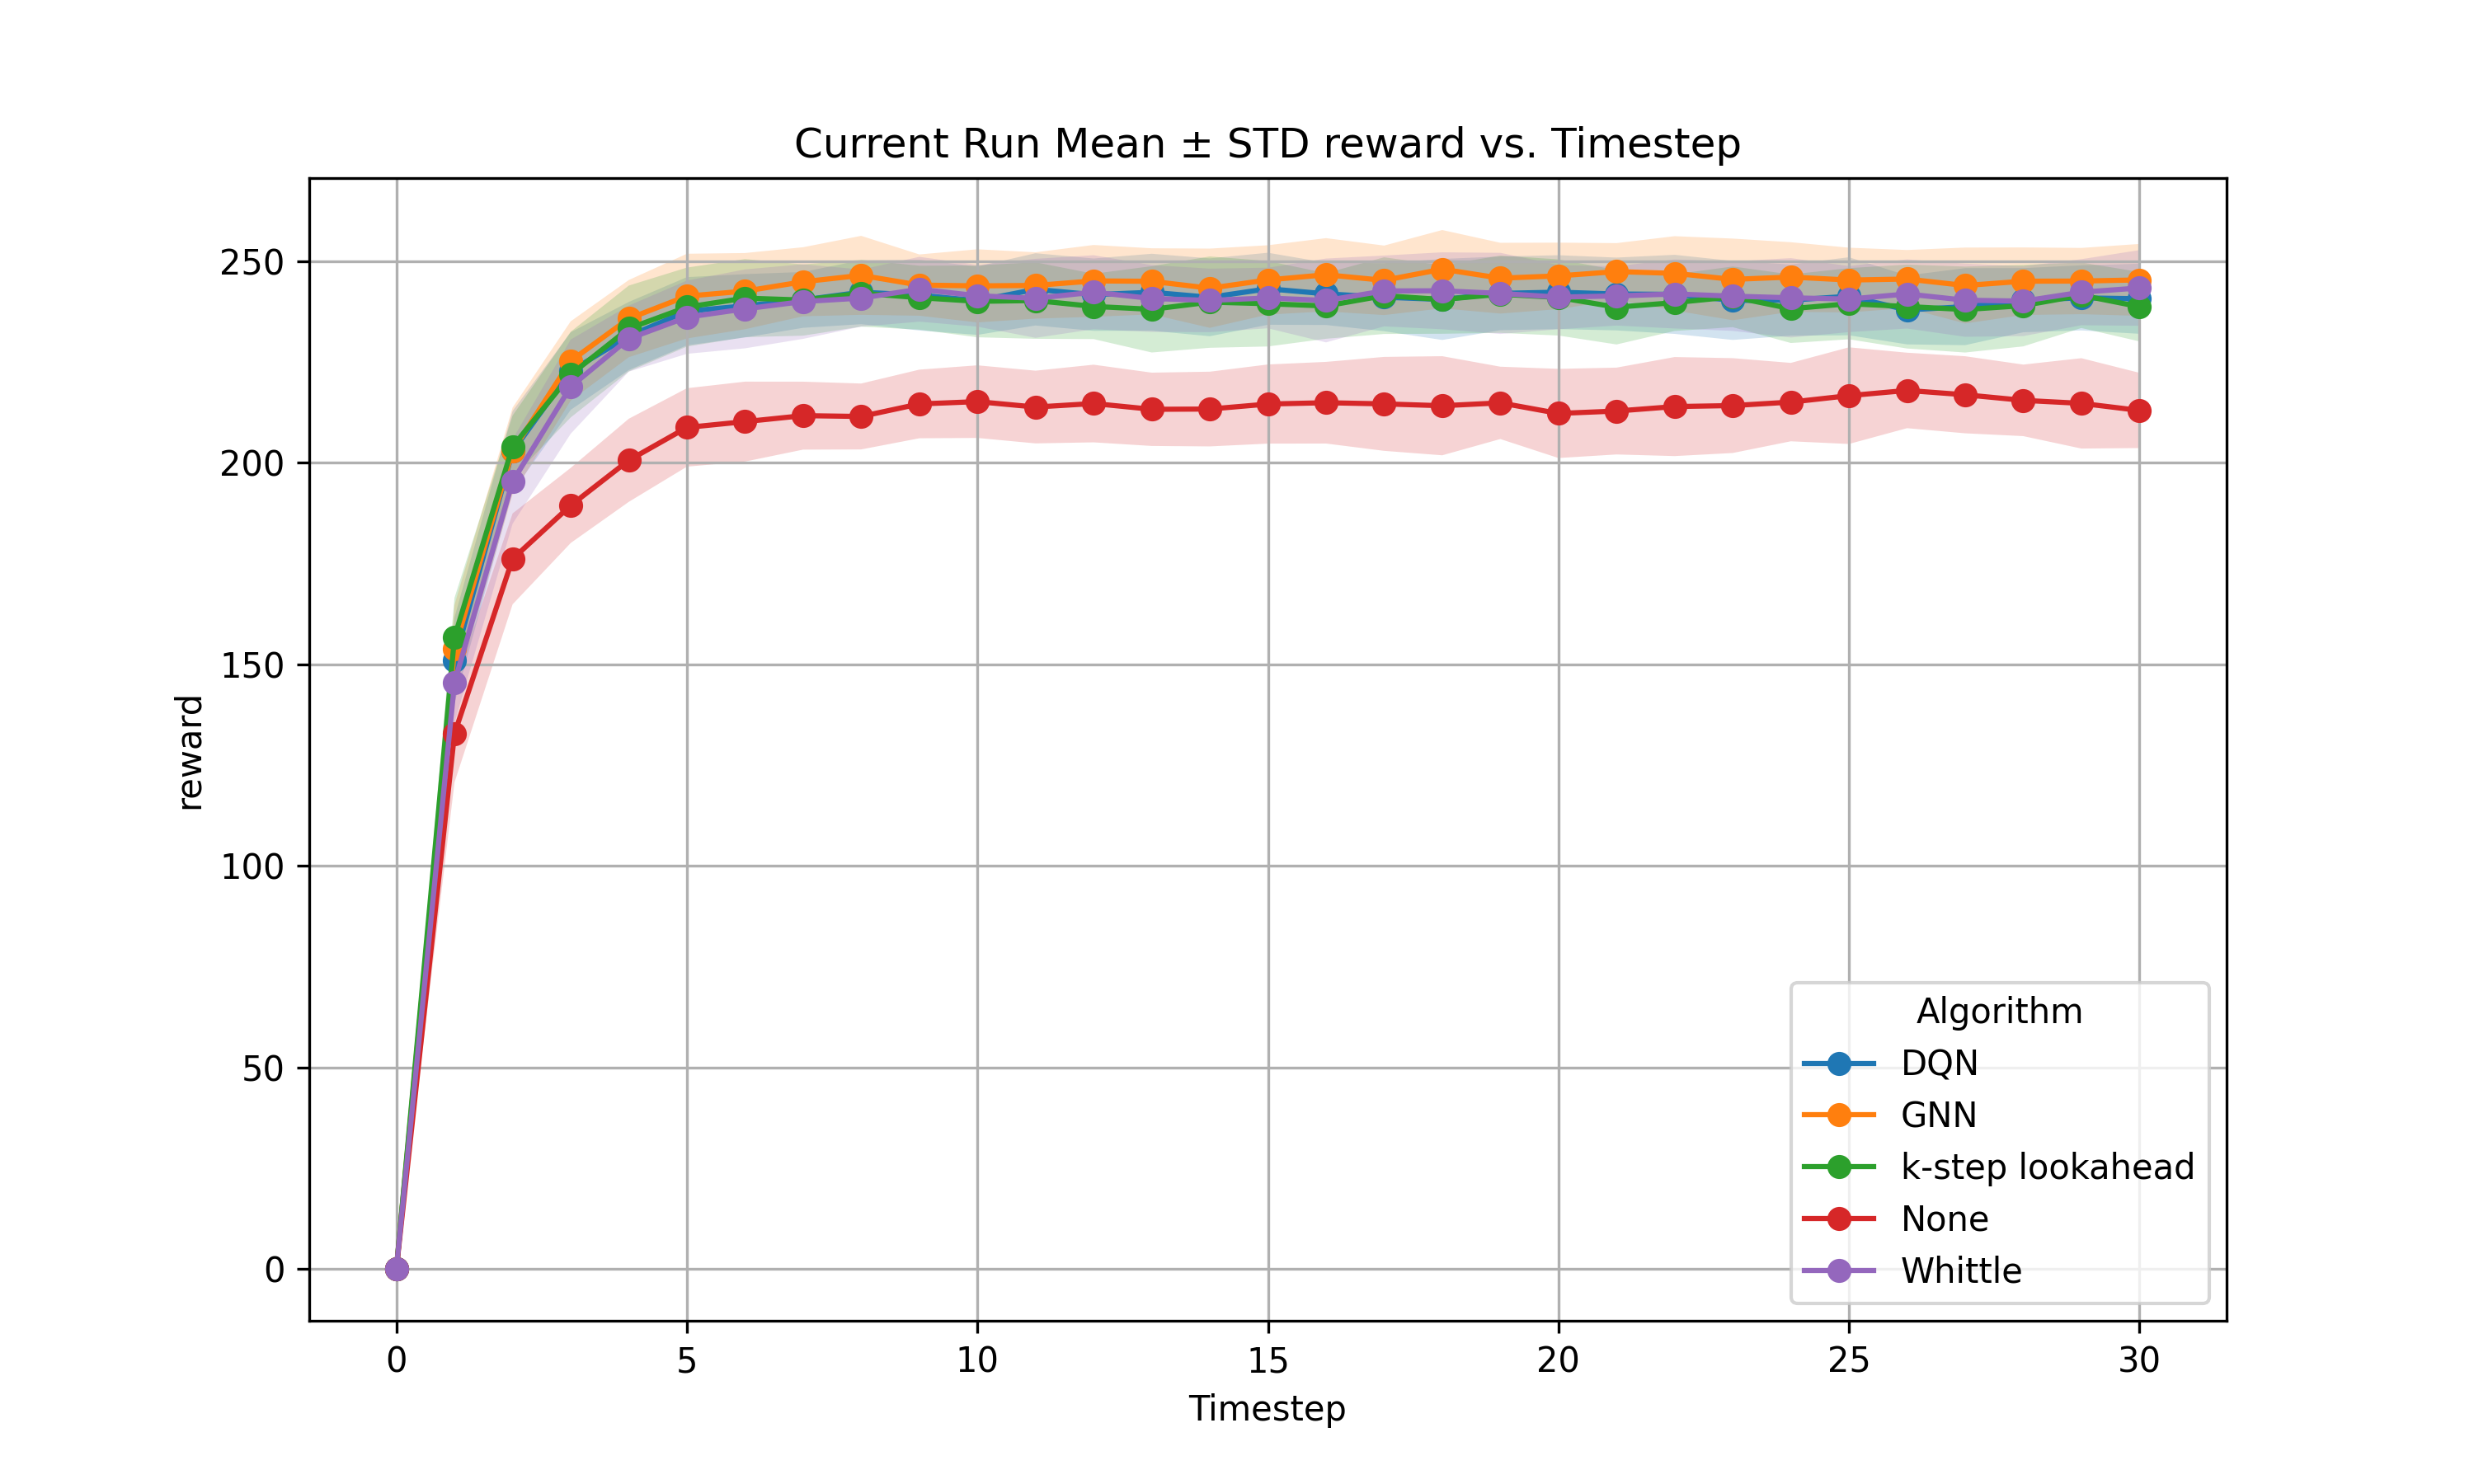 Current Run Mean ± STD reward vs. Timestep
reward
250
200
150
100
50
0
0 5 10 15 20 25 30
Timestep
Algorithm
DQN
GNN
k-step lookahead
None
Whittle